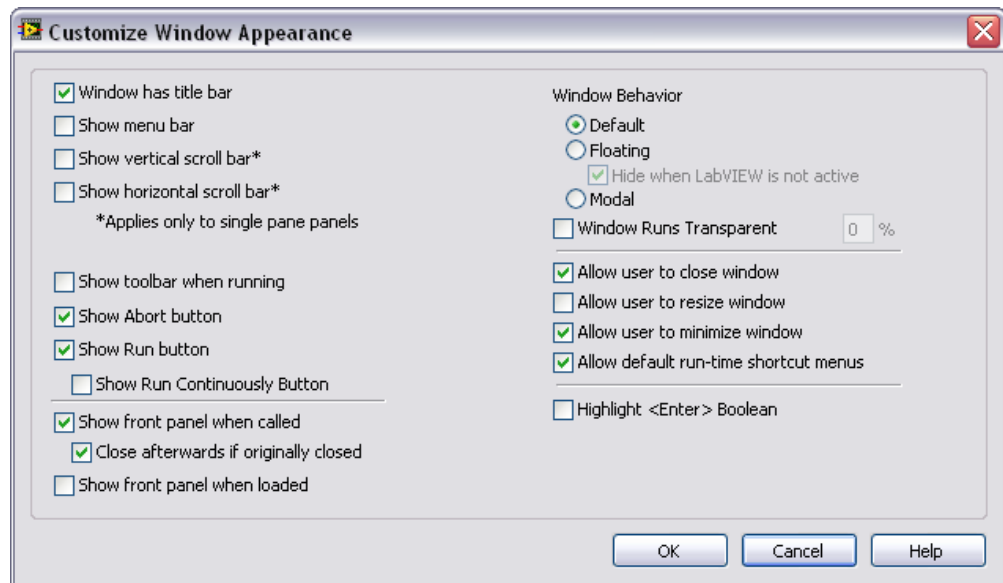 Customize Window Appearance
Window has title bar
Show menu bar
Show vertical scroll bar*
Show horizontal scroll bar*
*Applies only to single pane panels
Show toolbar when running
Show Abort button
Show Run button
Show Run Continuously Button
Show front panel when called
Close afterwards if originally closed
Show front panel when loaded
Window Behavior
Default
Floating
Hide when LabVIEW is not active
Modal
Window Runs Transparent 0 %
Allow user to close window
Allow user to resize window
Allow user to minimize window
Allow default run-time shortcut menus
Highlight <Enter> Boolean
OK Cancel Help